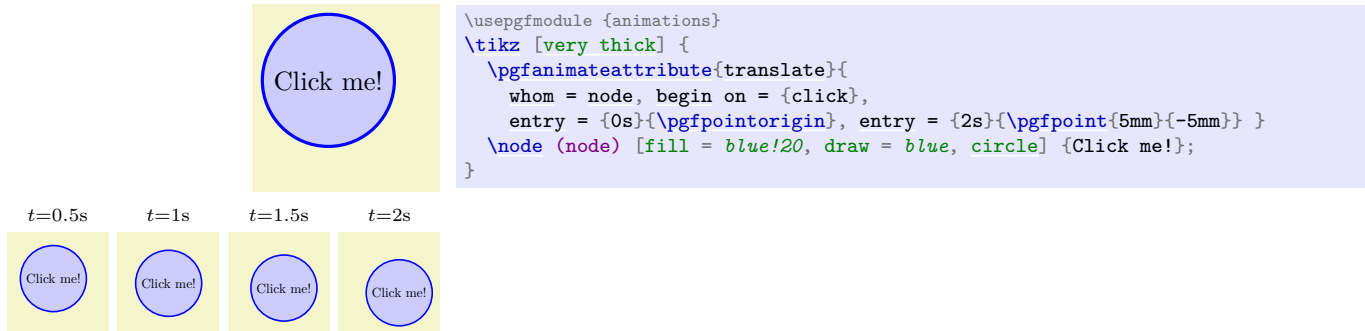 Click me!
\usepgfmodule {animations}
\tikz [very thick] {
  \pgfanimateattribute{translate}{
    whom = node, begin on = {click},
    entry = {0s}{\pgfpointorigin}, entry = {2s}{\pgfpoint{5mm}{-5mm}} }
  \node (node) [fill = blue!20, draw = blue, circle] {Click me!};
}
t=0.5s t=1s t=1.5s t=2s
Click me! Click me! Click me! Click me!